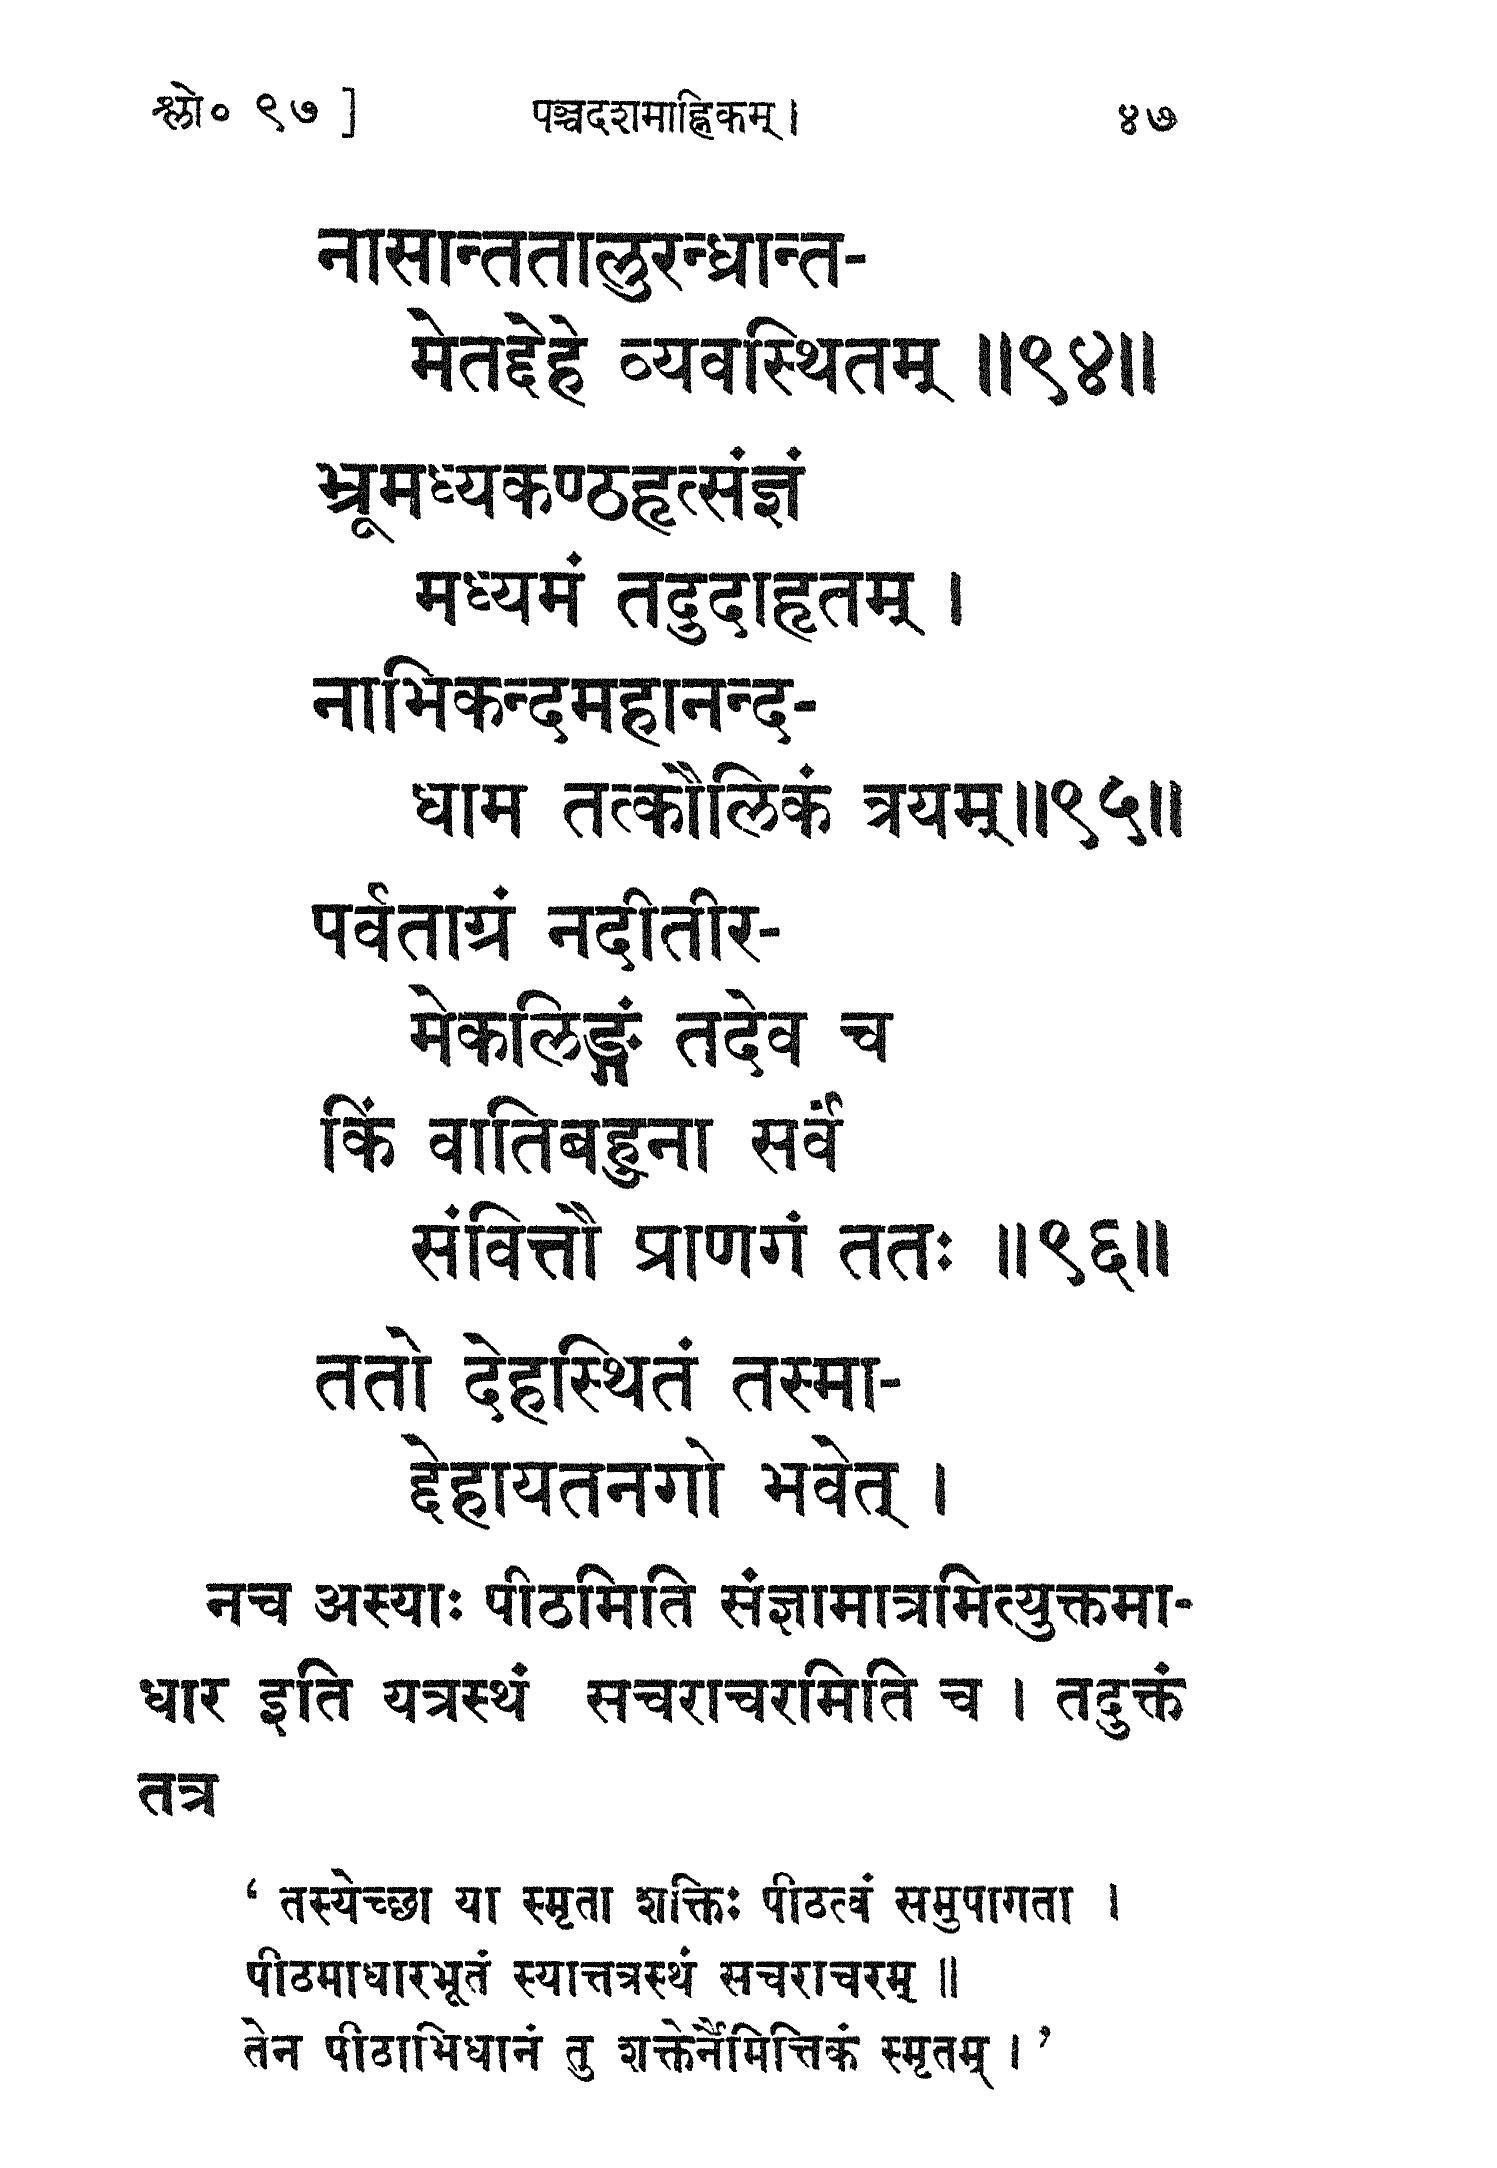 श्लो० ९७ ] पञ्चदशमाह्निकम् । ४७
नासान्ततालुरन्ध्रान्त-
मेतद्देहे व्यवस्थितम् ॥९४॥
भ्रूमध्यकण्ठहृत्संज्ञं
मध्यमं तदुदाहृतम् ।
नाभिकन्दमहानन्द-
धाम तत्कौलिकं त्रयम्॥९५॥
पर्वताग्रं नदीतीर-
मेकलिङ्गं तदेव च
किं वातिबहुना सर्वं
संवित्तौ प्राणगं ततः ॥९६॥
ततो देहस्थितं तस्मा-
द्देहायतनगो भवेत् ।
नच अस्याः पीठमिति संज्ञामात्रमित्युक्तमा-
धार इति यत्रस्थं सचराचरमिति च । तदुक्तं
तत्र
‘ तस्येच्छा या स्मृता शक्तिः पीठत्वं समुपागता ।
पीठमाधारभूतं स्यात्तत्रस्थं सचराचरम् ॥
तेन पीठाभिधानं तु शक्तेर्नैमित्तिकं स्मृतम् । ’